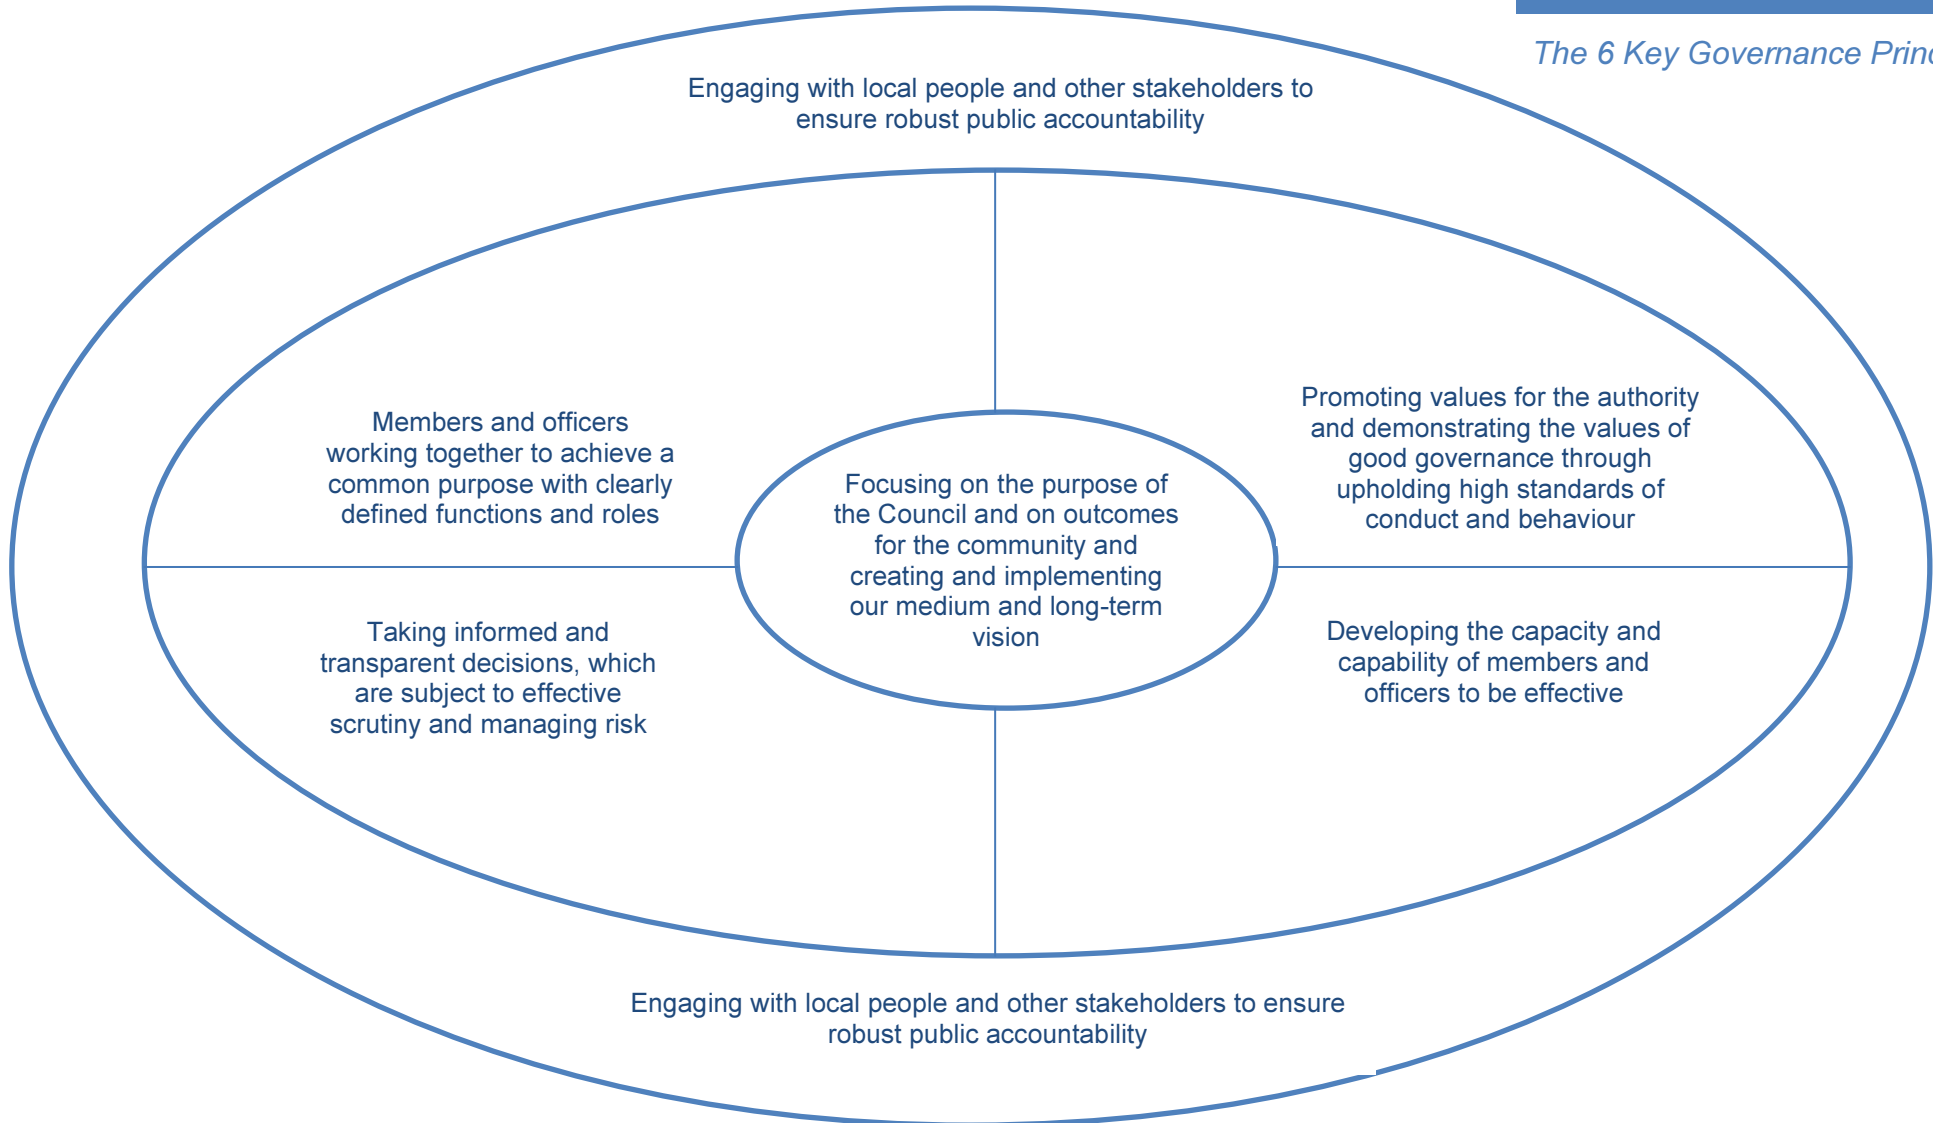 The 6 Key Governance Princ
Engaging with local people and other stakeholders to
ensure robust public accountability
Members and officers
working together to achieve a
common purpose with clearly
defined functions and roles
Promoting values for the authority
and demonstrating the values of
good governance through
upholding high standards of
conduct and behaviour
Focusing on the purpose of
the Council and on outcomes
for the community and
creating and implementing
our medium and long-term
vision
Taking informed and
transparent decisions, which
are subject to effective
scrutiny and managing risk
Developing the capacity and
capability of members and
officers to be effective
Engaging with local people and other stakeholders to ensure
robust public accountability